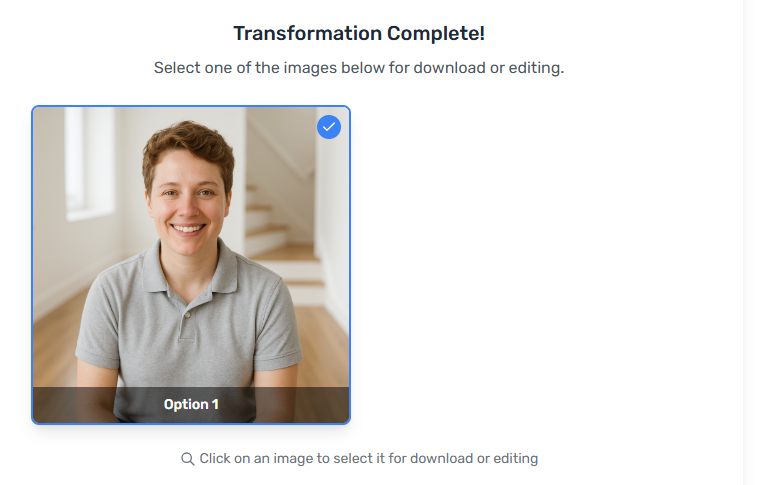 Transformation Complete!
Select one of the images below for download or editing.
Option 1
Click on an image to select it for download or editing